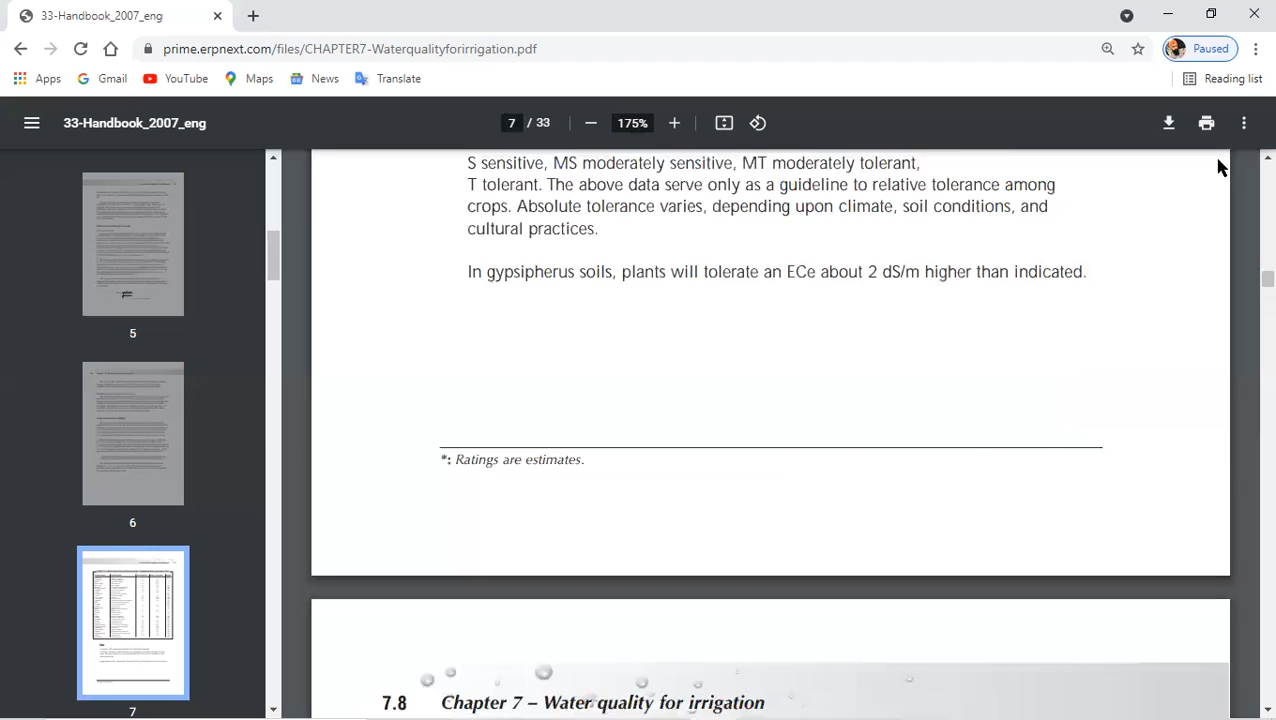 33-Handbook_2007_eng
prime.erpnext.com/files/CHAPTER7-Waterqualityforirrigation.pdf
Paused
Apps Gmail YouTube Maps News Translate Reading list
33-Handbook_2007_eng 7 / 33 175%
S sensitive, MS moderately sensitive, MT moderately tolerant,
T tolerant. The above data serve only as a guideline to relative tolerance among
crops. Absolute tolerance varies, depending upon climate, soil conditions, and
cultural practices.
In gypsipherus soils, plants will tolerate an ECe about 2 dS/m higher than indicated.
*: Ratings are estimates.
7.8 Chapter 7 – Water quality for irrigation
5
6
7